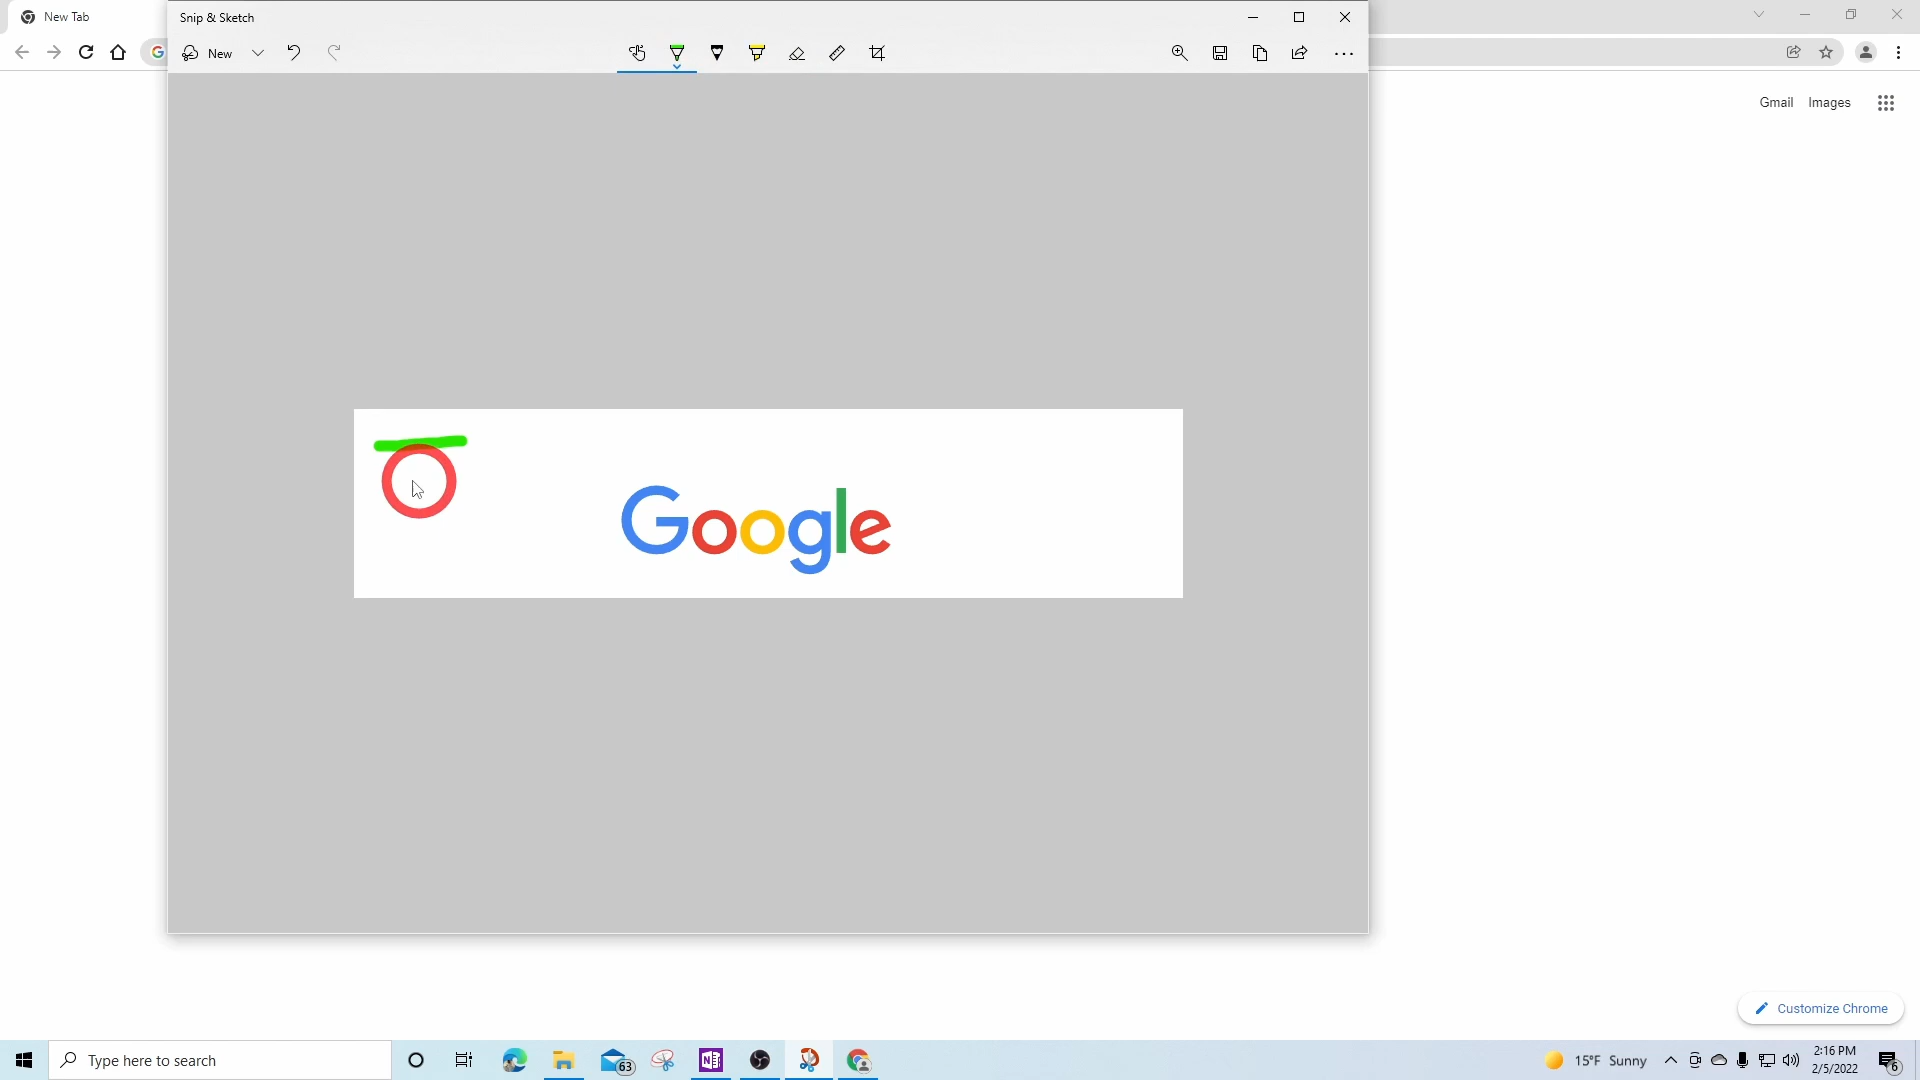 New Tab
Snip & Sketch
New
Gmail Images
Google
Customize Chrome
Type here to search
63
15°F Sunny
2:16 PM
2/5/2022
6